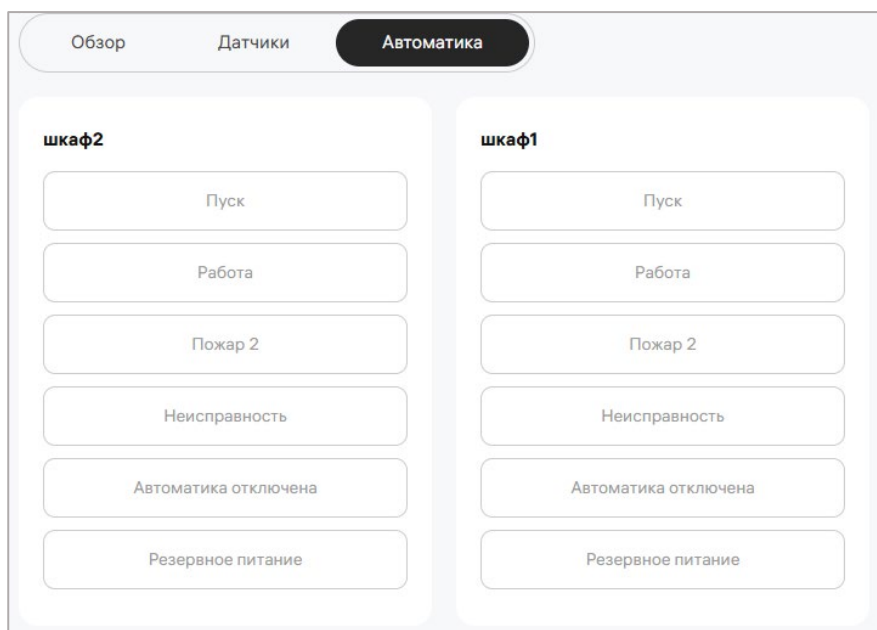 Обзор Датчики Автоматика
шкаф2
Пуск
Работа
Пожар 2
Неисправность
Автоматика отключена
Резервное питание
шкаф1
Пуск
Работа
Пожар 2
Неисправность
Автоматика отключена
Резервное питание